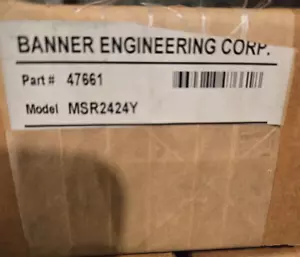 BANNER ENGINEERING CORP.
Part # 47661
Model MSR2424Y